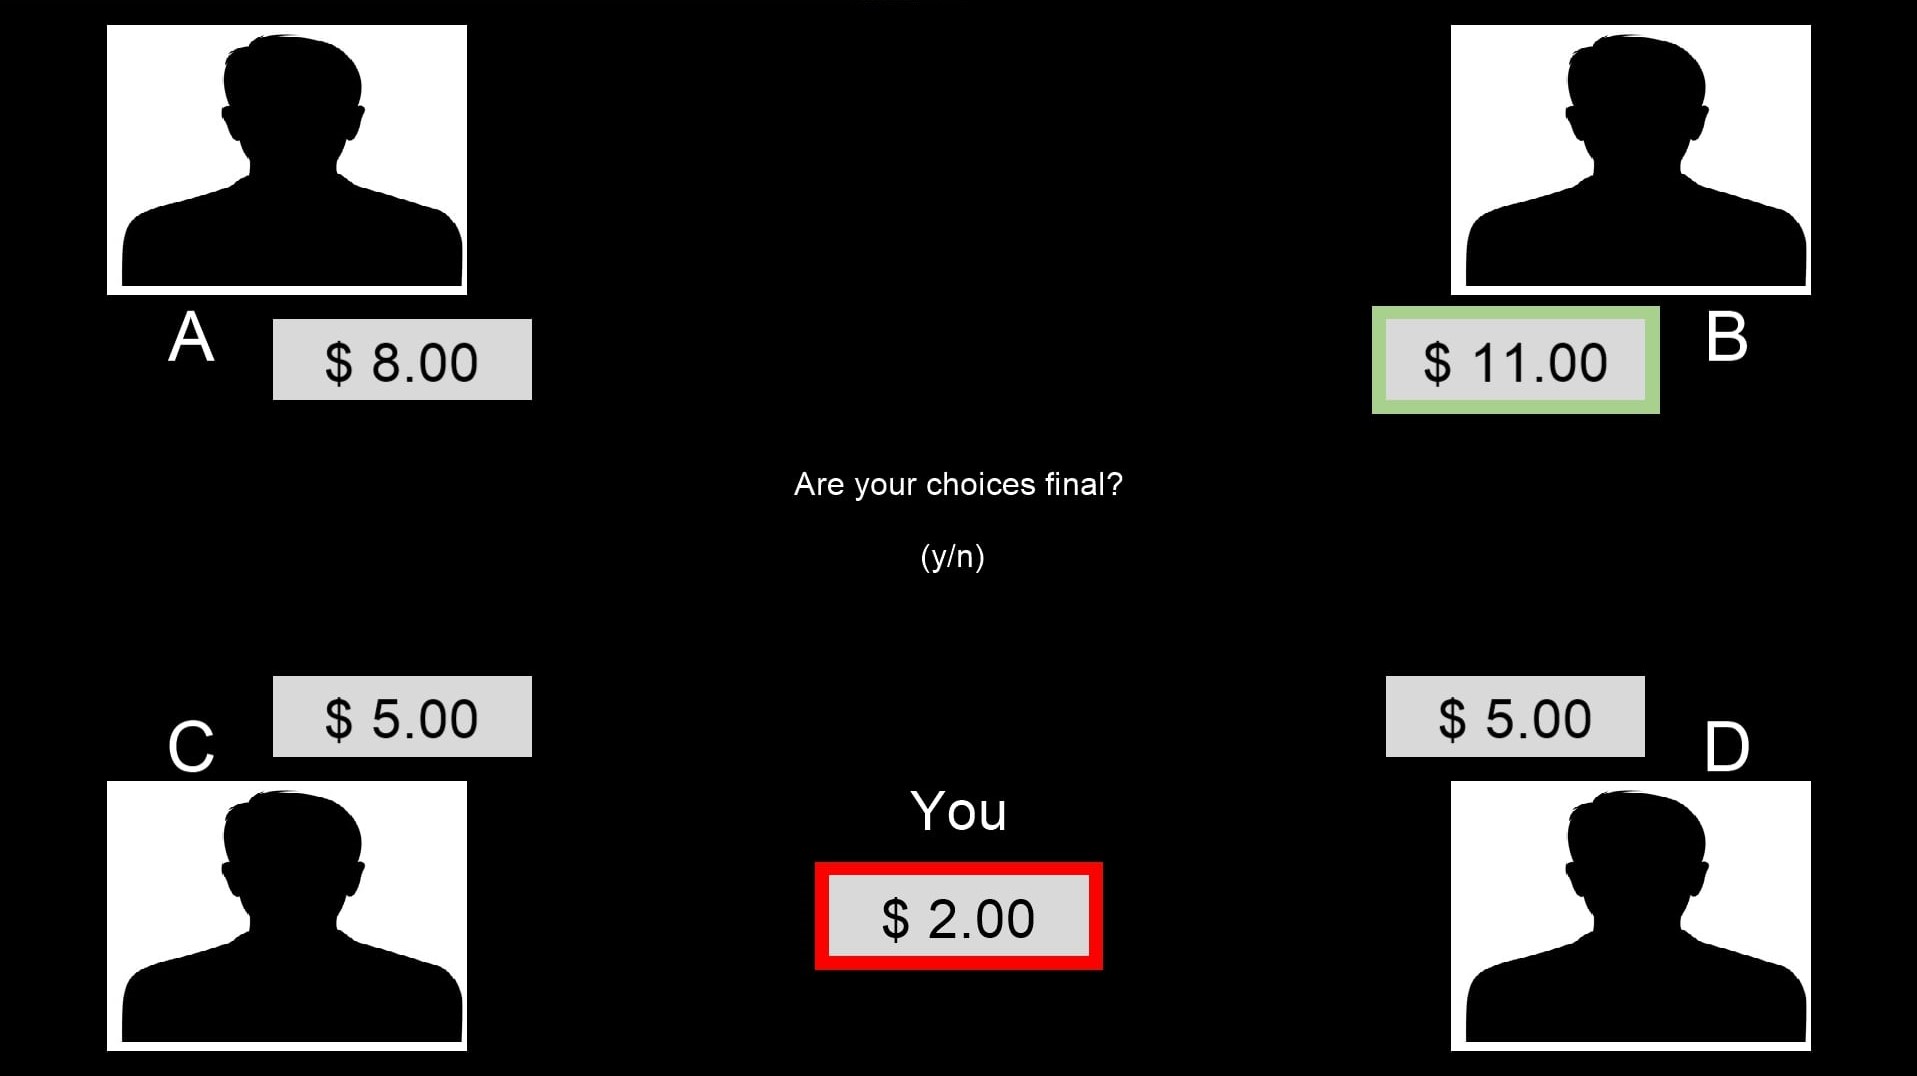 A
$ 8.00
$ 11.00
B
Are your choices final?
(y/n)
C
$ 5.00
$ 5.00
D
You
$ 2.00